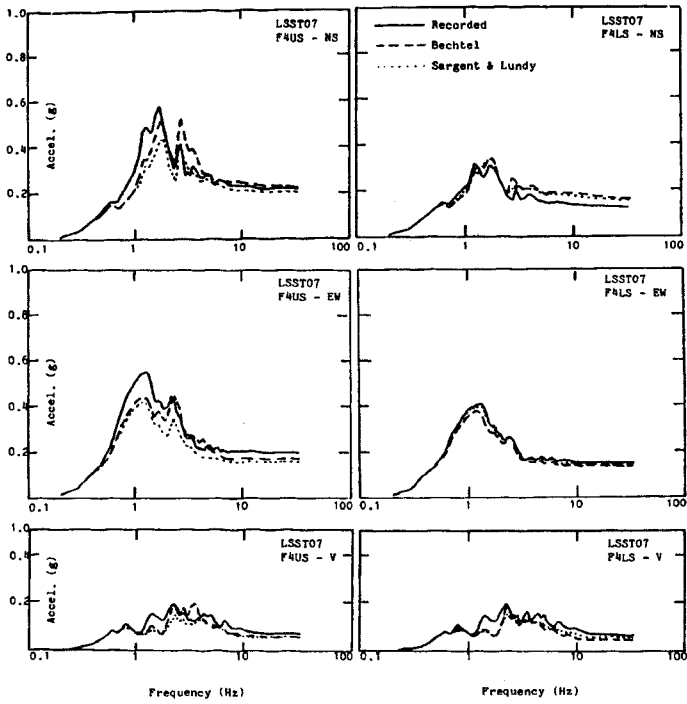 LSST07
F4US - NS
1.0
0.8
0.6
0.4
0.2
Accel. (g)
0.1
1
10
100
Recorded
Bechtel
Sargent & Lundy
LSST07
F4LS - NS
0.1
1
10
100
LSST07
F4US - EW
1.0
0.8
0.6
0.4
0.2
Accel. (g)
0.1
1
10
100
LSST07
F4LS - EW
0.1
1
10
100
LSST07
F4US - V
1.0
0.4
0.2
Accel. (g)
0.1
1
10
100
Frequency (Hz)
LSST07
F4LS - V
0.1
1
10
100
Frequency (Hz)